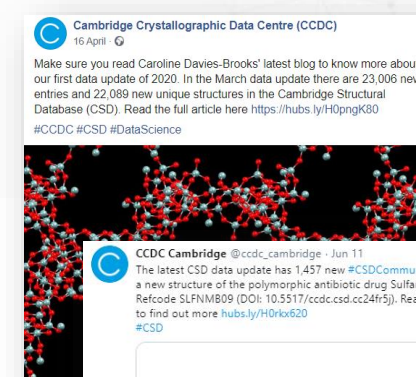 Cambridge Crystallographic Data Centre (CCDC)
16 April ·
Make sure you read Caroline Davies-Brooks' latest blog to know more
our first data update of 2020. In the March data update there are 23,006
entries and 22,089 new unique structures in the Cambridge Structural
Database (CSD). Read the full article here https://hubs.ly/H0pngK80
#CCDC #CSD #DataScience
CCDC Cambridge @ccdc_cambridge · Jun 11
The latest CSD data update has 1,457 new
a new structure of the polymorphic antibiotic drug
Refcode SLFNMB09 (DOI: 10.5517/ccdc.csd.cc24fr5j).
to find out more hubs.ly/H0rkx620
#CSD